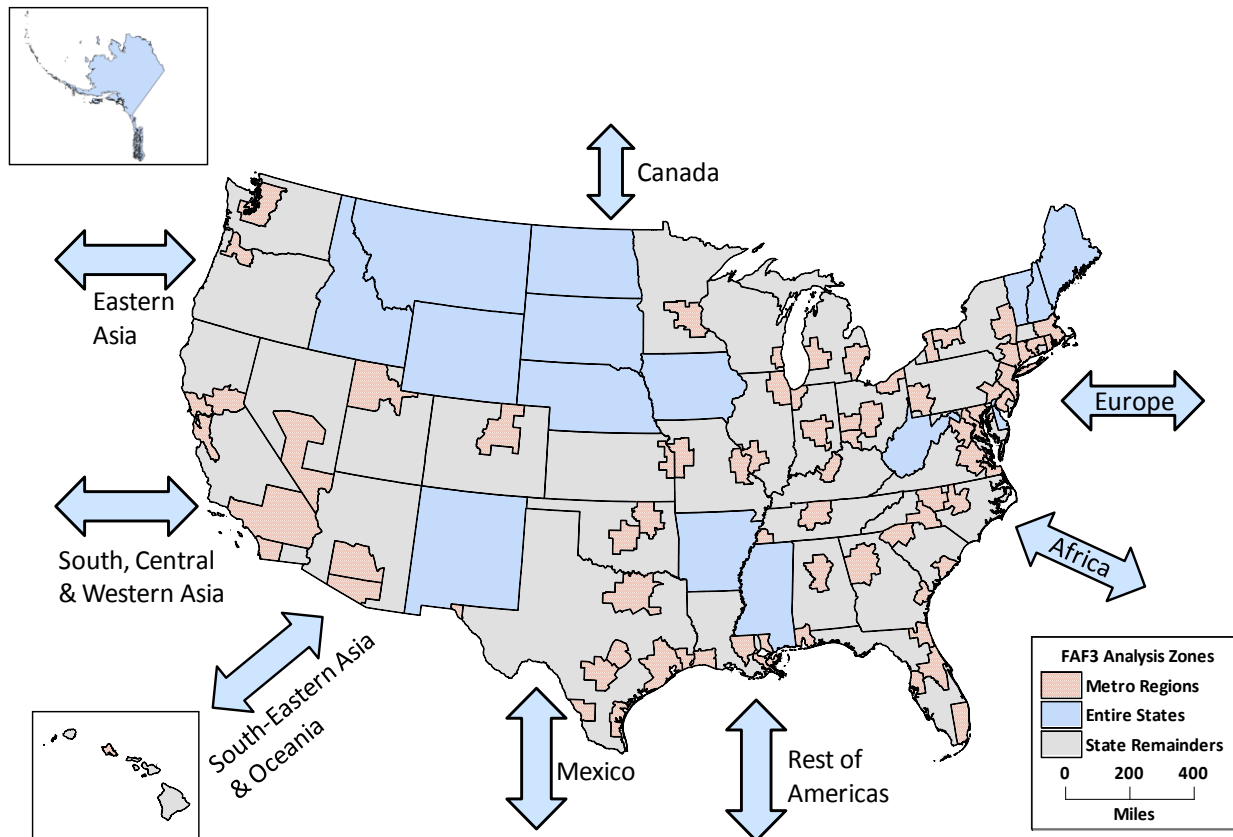 Canada
Eastern
Asia
Europe
South, Central
& Western Asia
Africa
South-Eastern Asia
& Oceania
Mexico
Rest of
Americas
FAF3 Analysis Zones
Metro Regions
Entire States
State Remainders
0 200 400
Miles